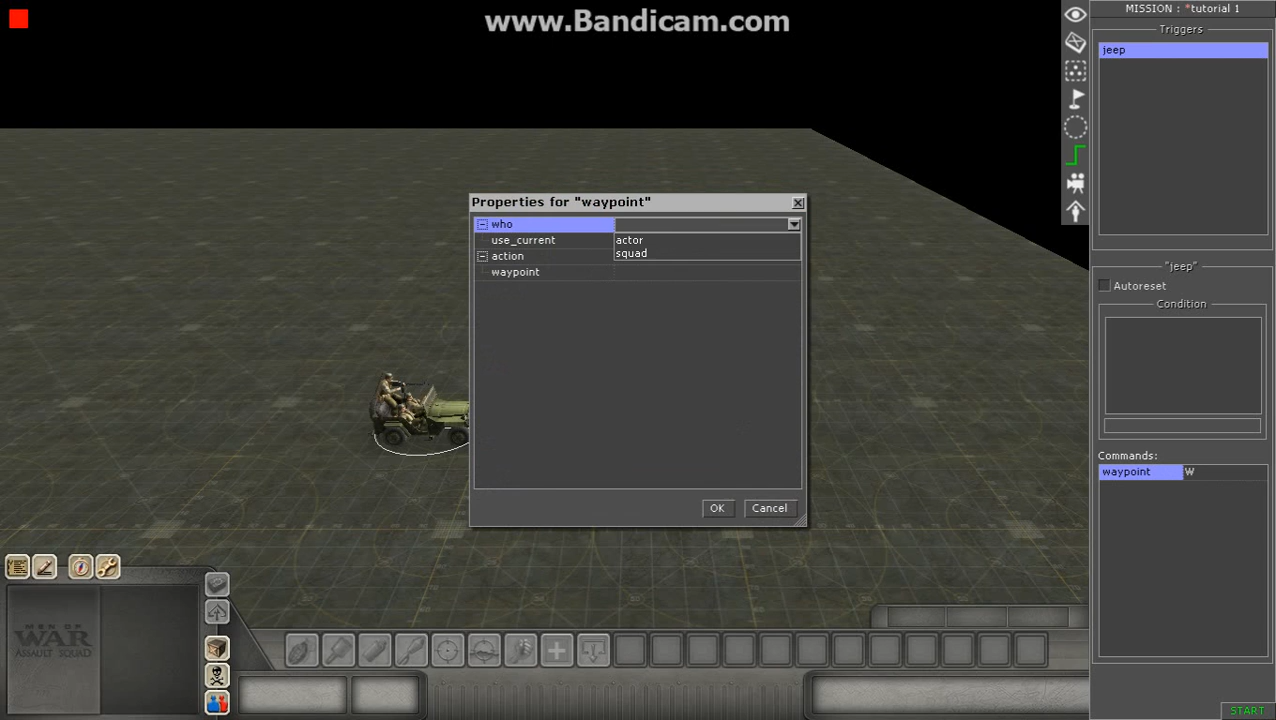 www.Bandicam.com
MISSION : *tutorial 1
Triggers
jeep
Properties for "waypoint"
who
use_current
actor
action
squad
waypoint
OK
Cancel
"jeep"
Autoreset
Condition
Commands:
waypoint W
MEN OF
WAR
ASSAULT SQUAD
START